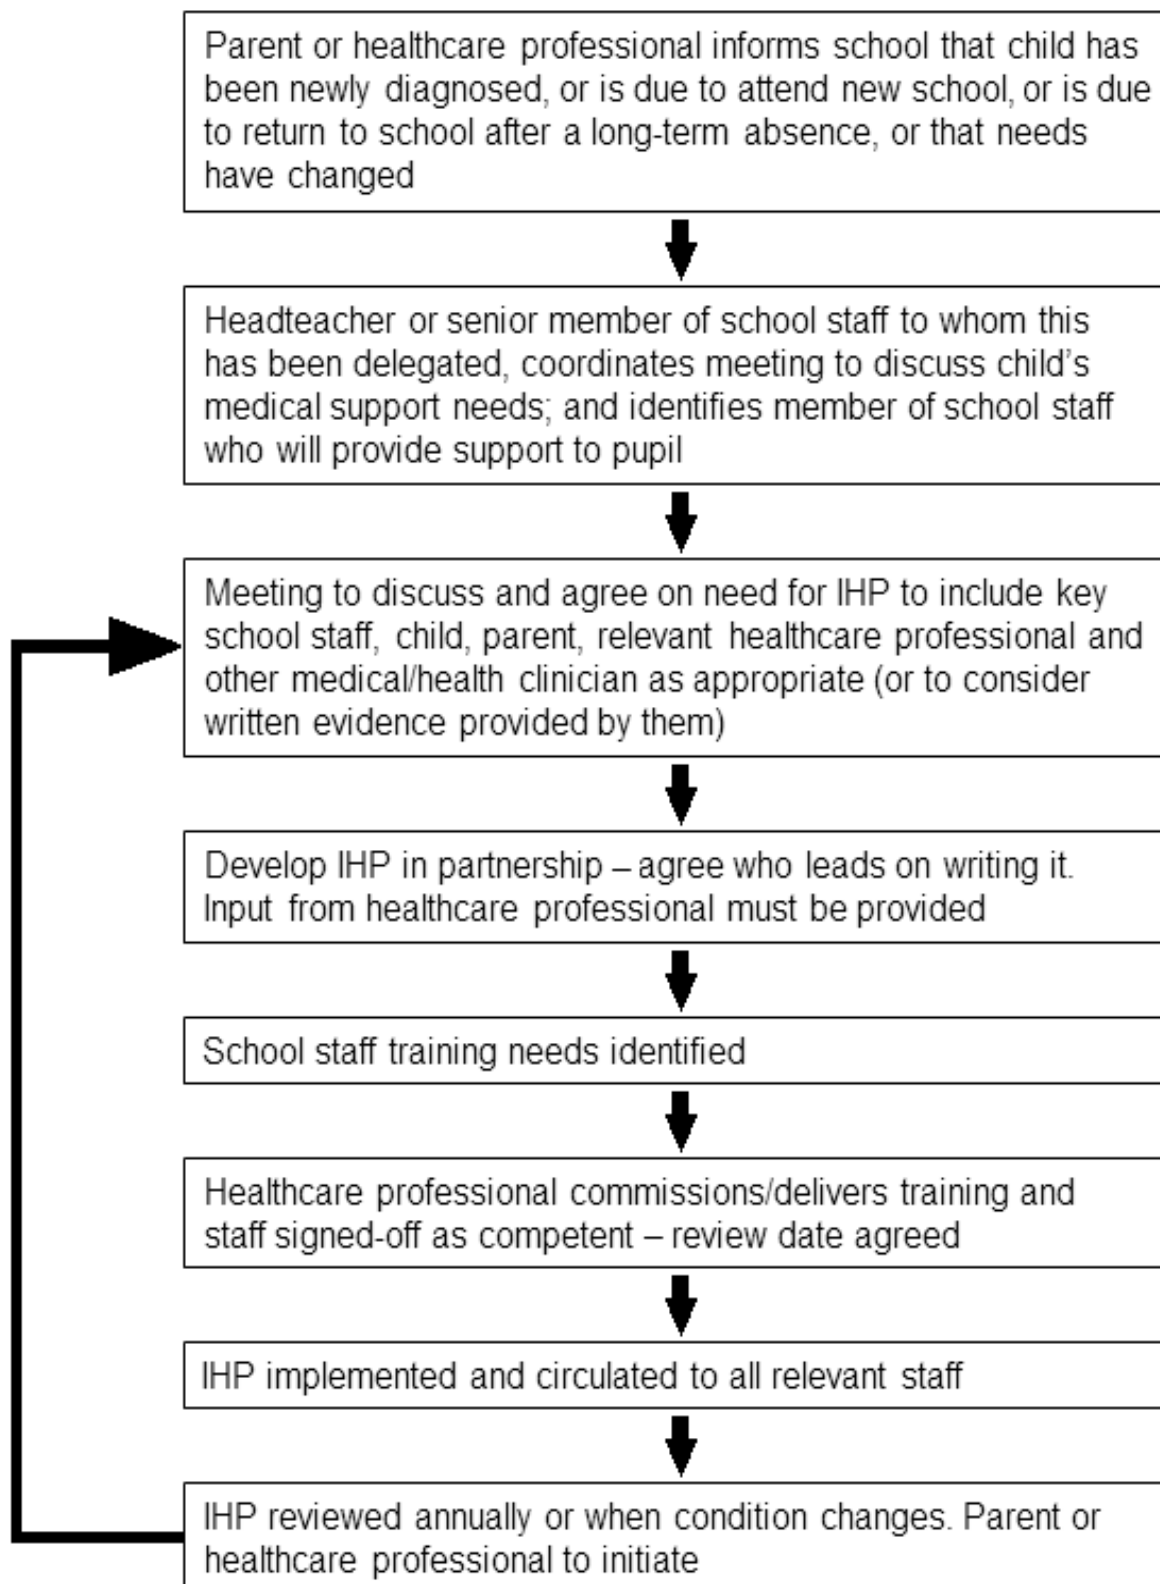 Parent or healthcare professional informs school that child has
been newly diagnosed, or is due to attend new school, or is due
to return to school after a long-term absence, or that needs
have changed
Headteacher or senior member of school staff to whom this
has been delegated, coordinates meeting to discuss child's
medical support needs; and identifies member of school staff
who will provide support to pupil
Meeting to discuss and agree on need for IHP to include key
school staff, child, parent, relevant healthcare professional and
other medical/health clinician as appropriate (or to consider
written evidence provided by them)
Develop IHP in partnership – agree who leads on writing it.
Input from healthcare professional must be provided
School staff training needs identified
Healthcare professional commissions/delivers training and
staff signed-off as competent – review date agreed
IHP implemented and circulated to all relevant staff
IHP reviewed annually or when condition changes. Parent or
healthcare professional to initiate